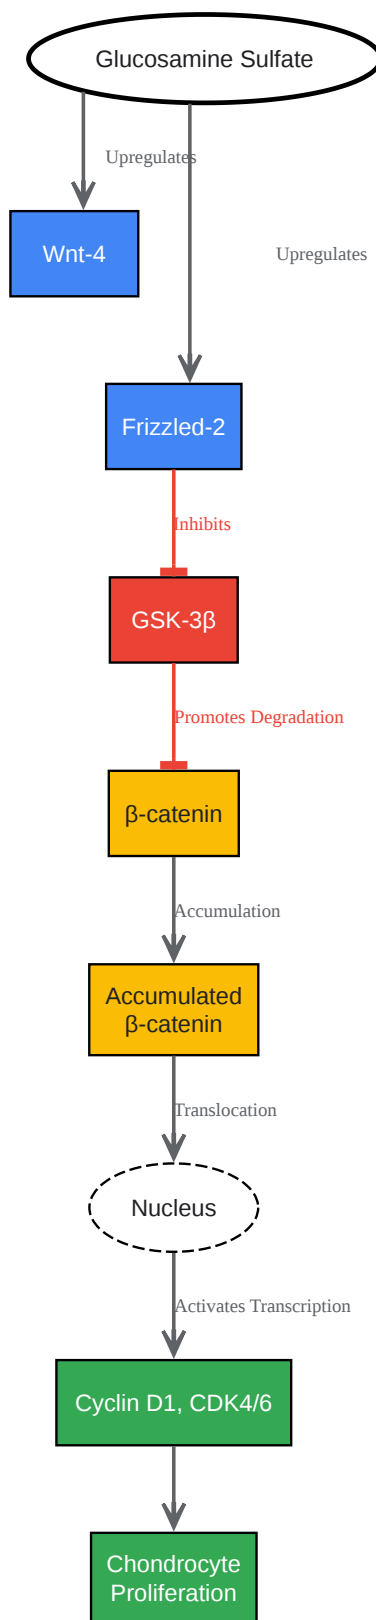 Glucosamine Sulfate
Upregulates
Wnt-4
Upregulates
Frizzled-2
Inhibits
GSK-3β
Promotes Degradation
β-catenin
Accumulation
Accumulated
β-catenin
Translocation
Nucleus
Activates Transcription
Cyclin D1, CDK4/6
Chondrocyte
Proliferation